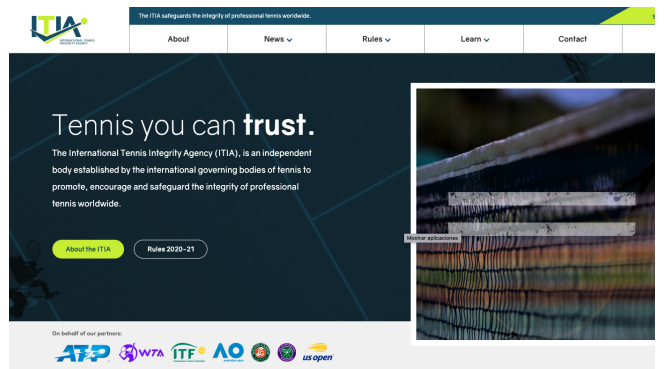 ITIA
INTERNATIONAL TENNIS
INTEGRITY AGENCY
The ITIA safeguards the integrity of professional tennis worldwide.
About
News
Rules
Learn
Contact
Tennis you can trust.
The International Tennis Integrity Agency (ITIA), is an independent
body established by the international governing bodies of tennis to
promote, encourage and safeguard the integrity of professional
tennis worldwide.
Mostrar aplicaciones
About the ITIA
Rules 2020-21
On behalf of our partners:
ATP
WTA
ITF
AO
us open